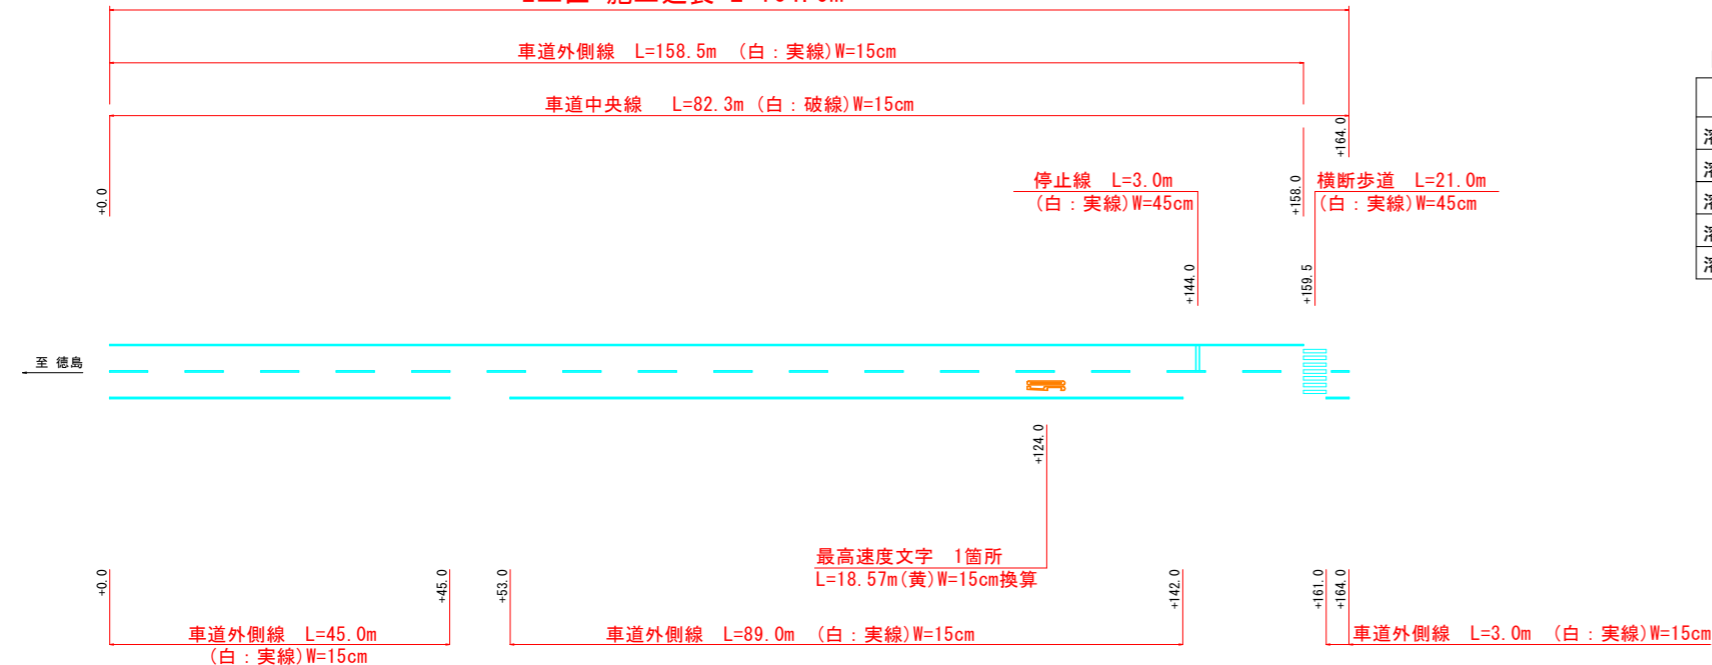 車道外側線 L=158.5m (白:実線)W=15cm
車道中央線 L=82.3m (白:破線)W=15cm
+0.0
+164.0
+158.0
停止線 L=3.0m
(白:実線)W=45cm
横断歩道 L=21.0m
(白:実線)W=45cm
+144.0
+159.5
至 徳島
+124.0
最高速度文字 1箇所
L=18.57m(黄)W=15cm換算
+0.0
+45.0
+53.0
+142.0
+161.0
+164.0
車道外側線 L=45.0m
(白:実線)W=15cm
車道外側線 L=89.0m (白:実線)W=15cm
車道外側線 L=3.0m (白:実線)W=15cm